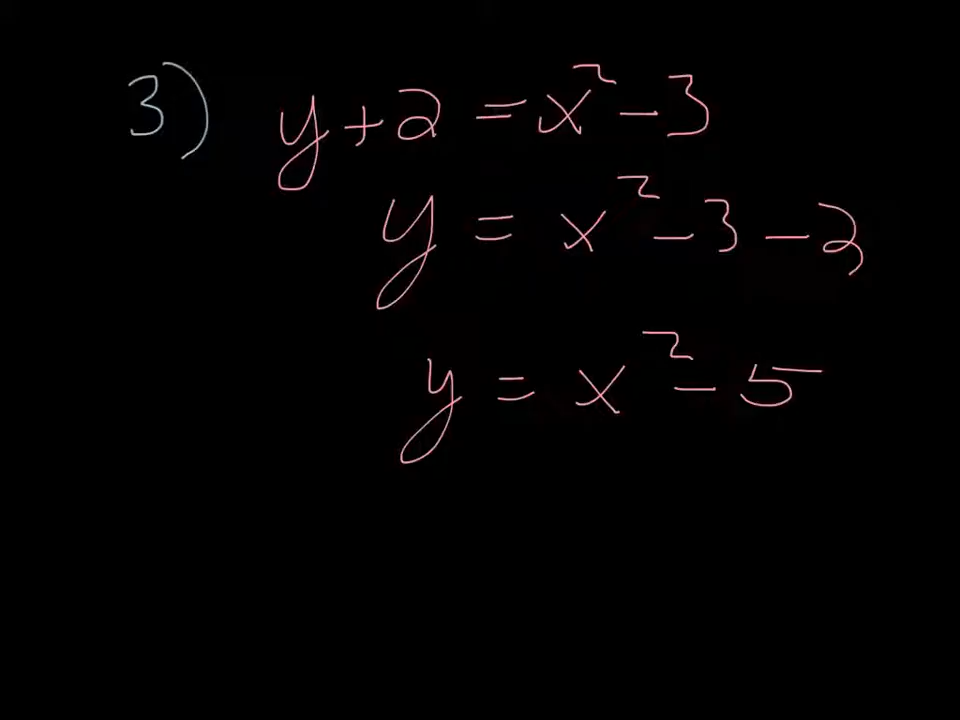 3) y+2 = x² - 3
y = x² - 3 - 2
y = x² - 5